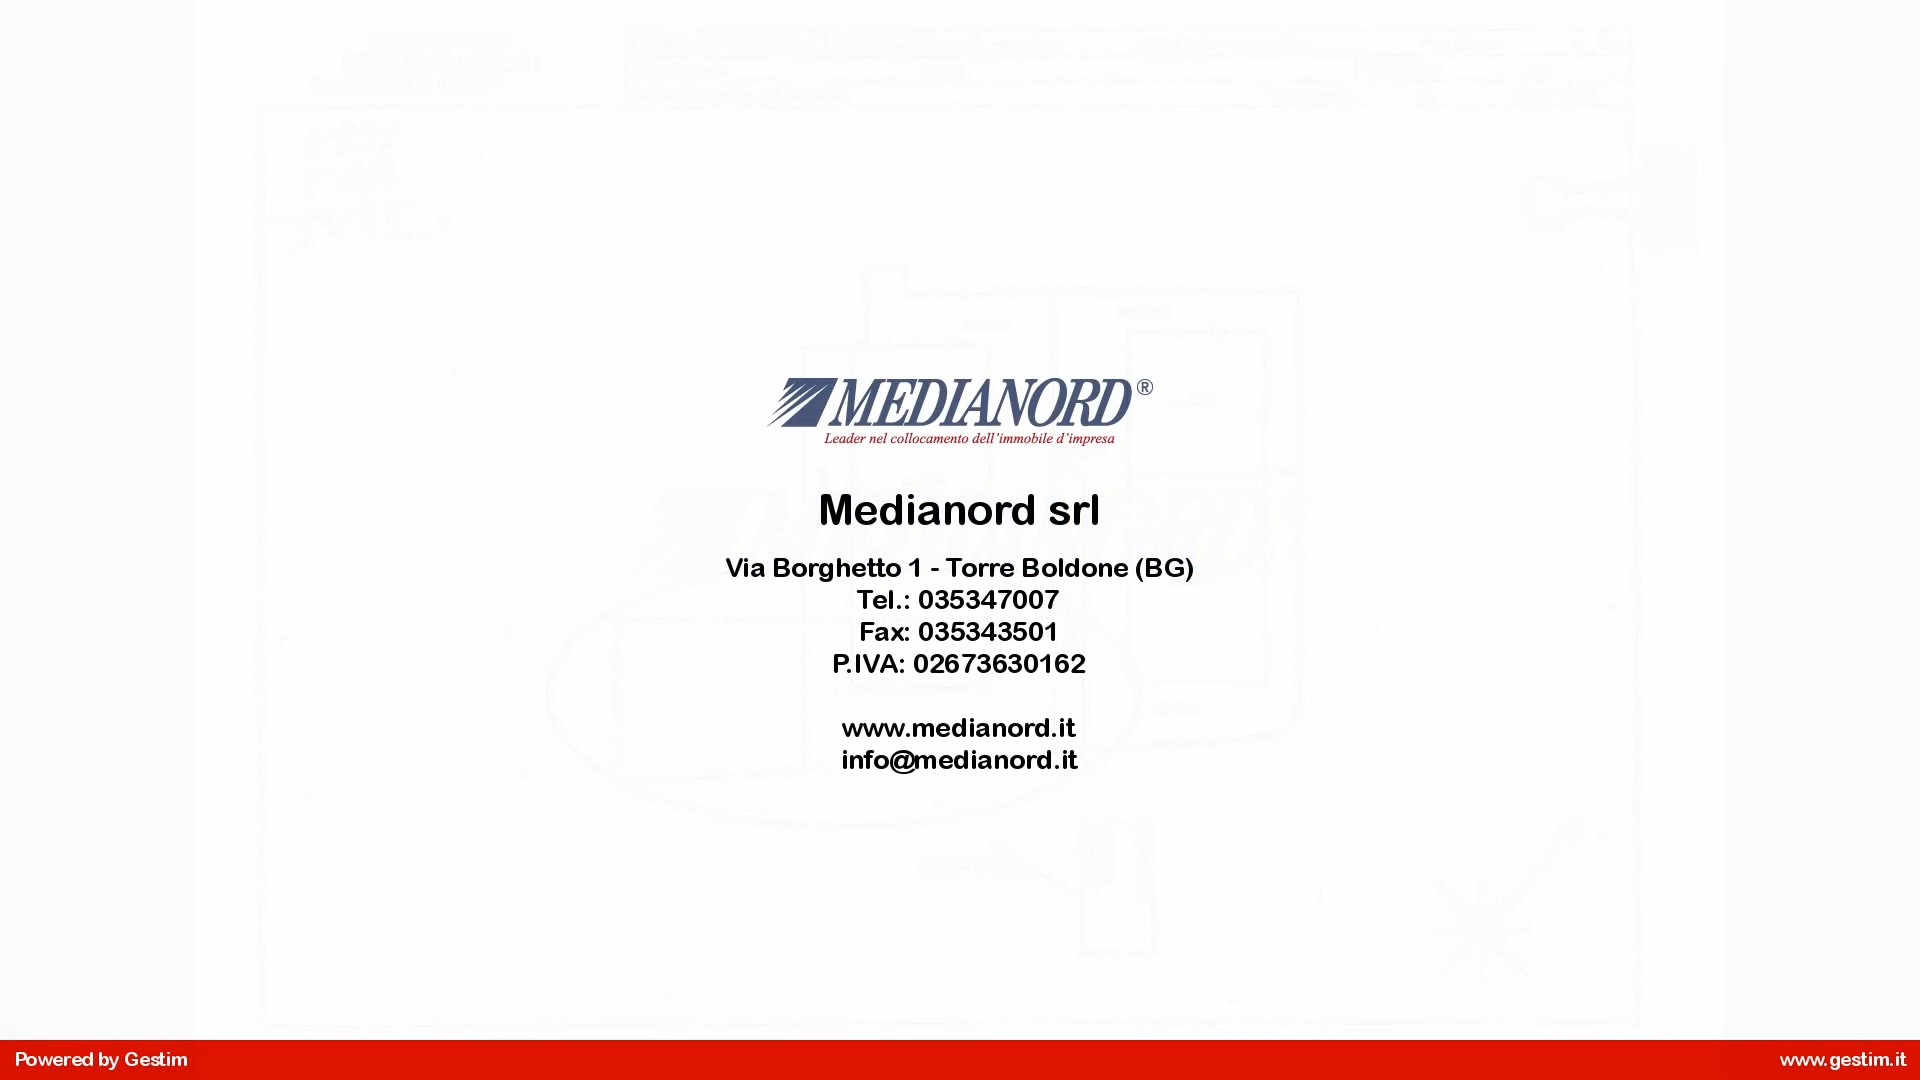 MEDIANORD®
Leader nel collocamento dell'immobile d'impresa
Medianord srl
Via Borghetto 1 - Torre Boldone (BG)
Tel.: 035347007
Fax: 035343501
P.IVA: 02673630162
www.medianord.it
info@medianord.it
Powered by Gestim
www.gestim.it